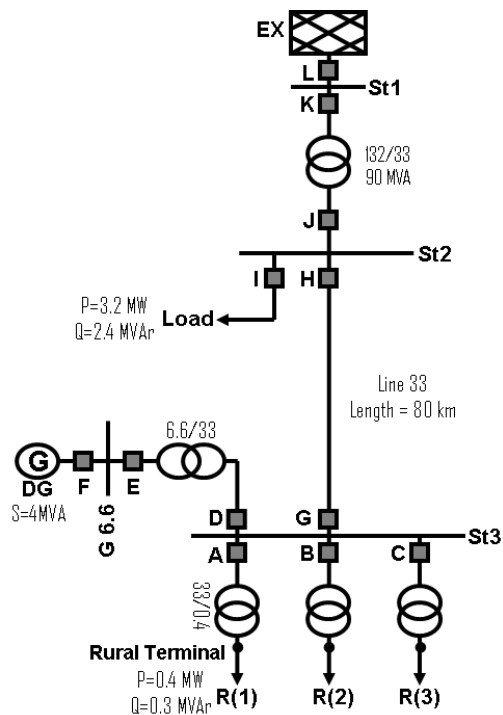 EX
L
St1
K
132/33
90 MVA
J
St2
I
H
P=3.2 MW
Q=2.4 MVAr
Load
Line 33
Length = 80 km
6.6/33
G
DG
S=4MVA
F
E
G 6.6
D
G
St3
A
B
C
33/0.4
Rural Terminal
P=0.4 MW
Q=0.3 MVAr
R(1)
R(2)
R(3)